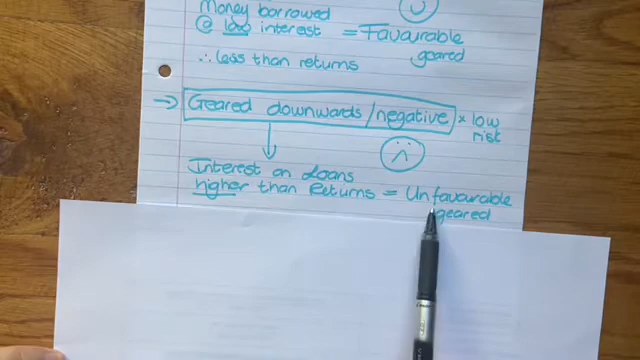 Money borrowed
@ low interest = Favourable
geared
∴ less than returns
→ Geared downwards/negative * low
risk
Interest on Loans
higher than Returns = Unfavourable
geared